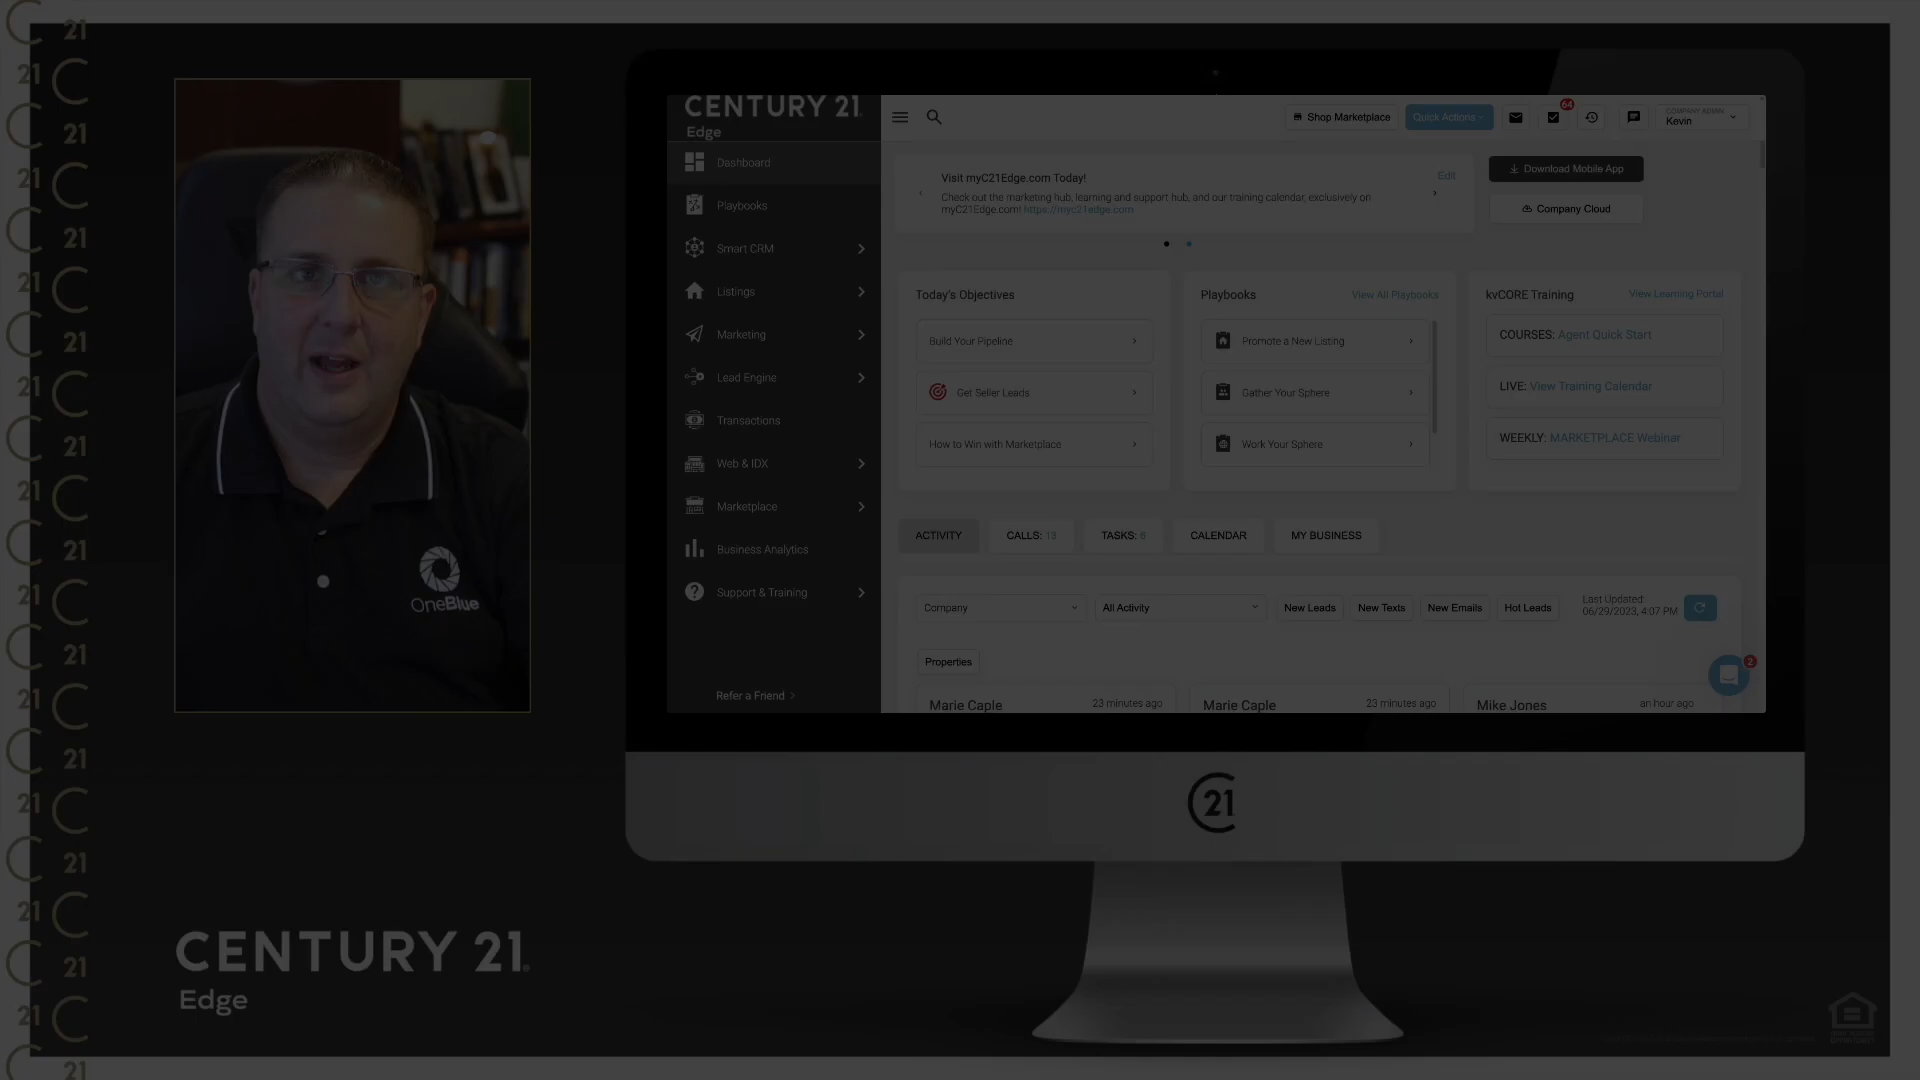 CENTURY 21.
Edge
Shop Marketplace
Quick Actions
64
COMPANY ADMIN
Kevin
Dashboard
Playbooks
Smart CRM
Listings
Marketing
Lead Engine
Transactions
Web & IDX
Marketplace
Business Analytics
Support & Training
Refer a Friend
Visit myC21Edge.com Today!
Edit
Check out the marketing hub, learning and support hub, and our training calendar, exclusively on
myC21Edge.com! https://myc21edge.com
Download Mobile App
Company Cloud
Today's Objectives
Build Your Pipeline
Get Seller Leads
How to Win with Marketplace
Playbooks
View All Playbooks
Promote a New Listing
Gather Your Sphere
Work Your Sphere
kvCORE Training
View Learning Portal
COURSES: Agent Quick Start
LIVE: View Training Calendar
WEEKLY: MARKETPLACE Webinar
ACTIVITY
CALLS: 13
TASKS: 6
CALENDAR
MY BUSINESS
Company
All Activity
New Leads
New Texts
New Emails
Hot Leads
Last Updated:
06/29/2023, 4:07 PM
Properties
2
Marie Caple
23 minutes ago
Marie Caple
23 minutes ago
Mike Jones
an hour ago
OneBlue
C21
CENTURY 21.
Edge